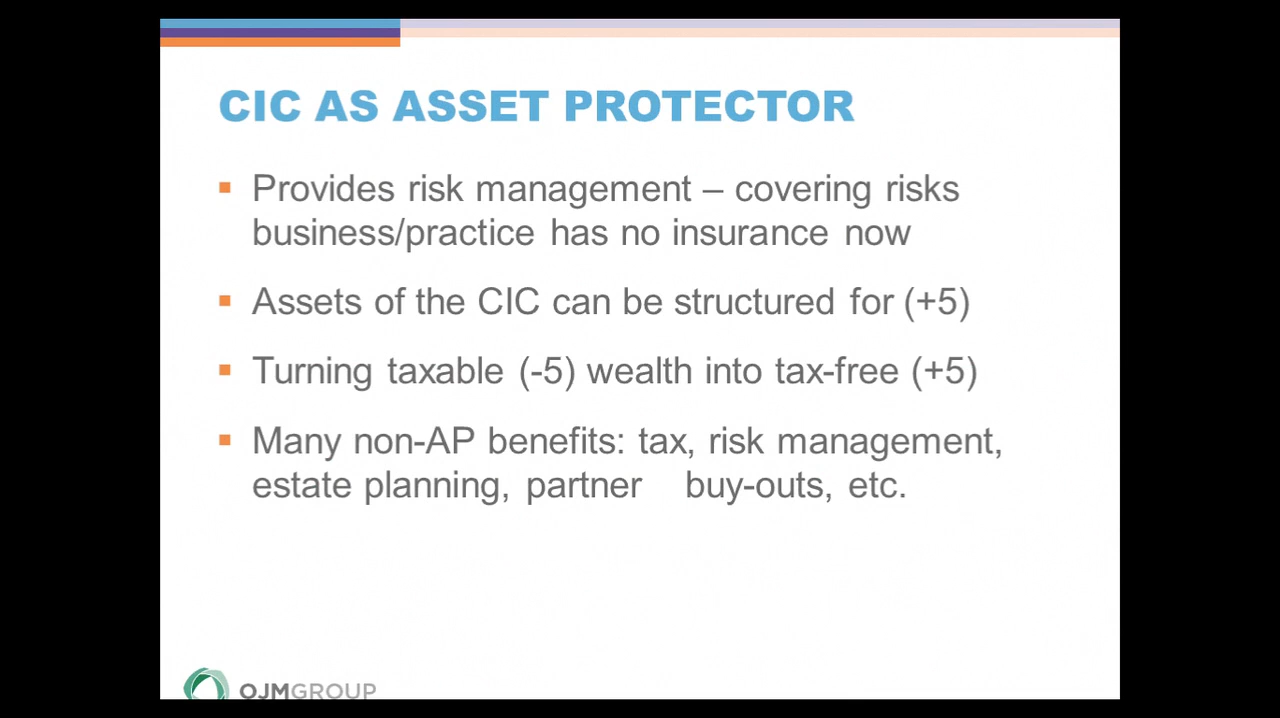 CIC AS ASSET PROTECTOR
Provides risk management – covering risks
business/practice has no insurance now
Assets of the CIC can be structured for (+5)
Turning taxable (-5) wealth into tax-free (+5)
Many non-AP benefits: tax, risk management,
estate planning, partner buy-outs, etc.
OJMGROUP